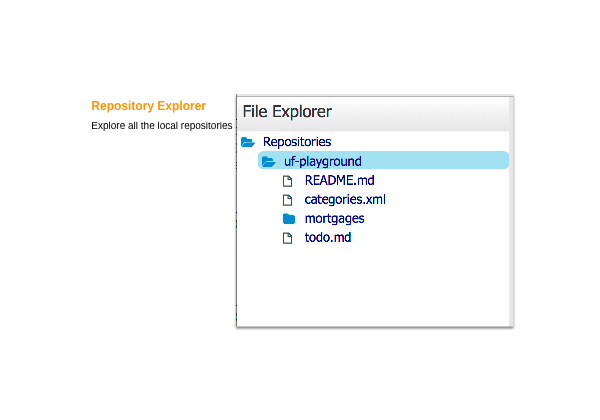 Repository Explorer
Explore all the local repositories
File Explorer
Repositories
uf-playground
README.md
categories.xml
mortgages
todo.md